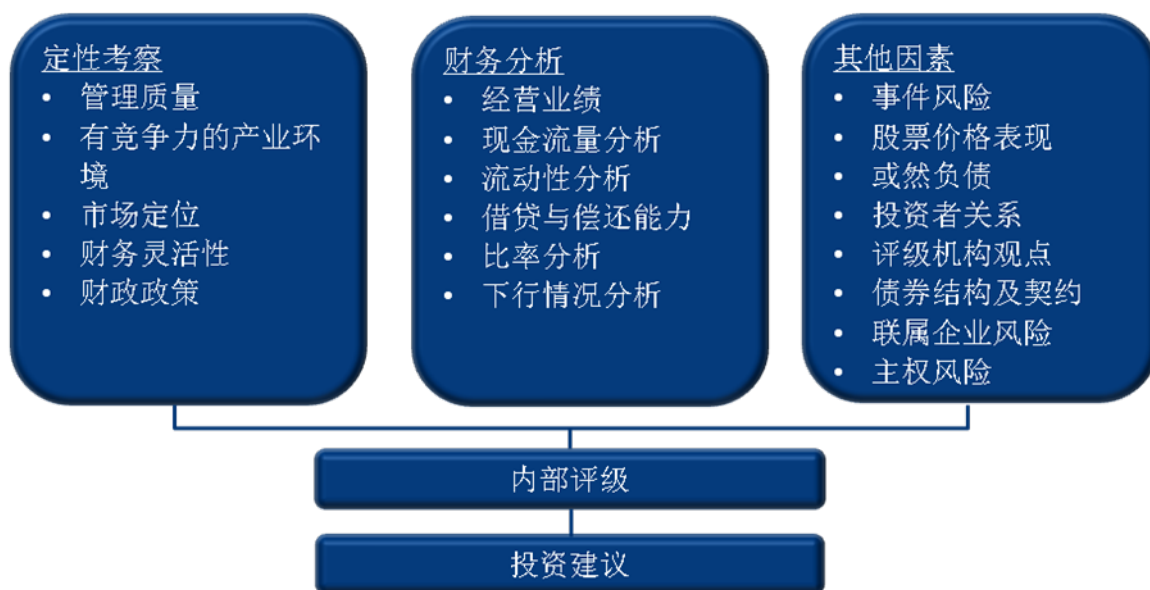 定性考察
• 管理质量
• 有竞争力的产业环
境
• 市场定位
• 财务灵活性
• 财政政策
财务分析
• 经营业绩
• 现金流量分析
• 流动性分析
• 借贷与偿还能力
• 比率分析
• 下行情况分析
其他因素
• 事件风险
• 股票价格表现
• 或然负债
• 投资者关系
• 评级机构观点
• 债券结构及契约
• 联属企业风险
• 主权风险
内部评级
投资建议